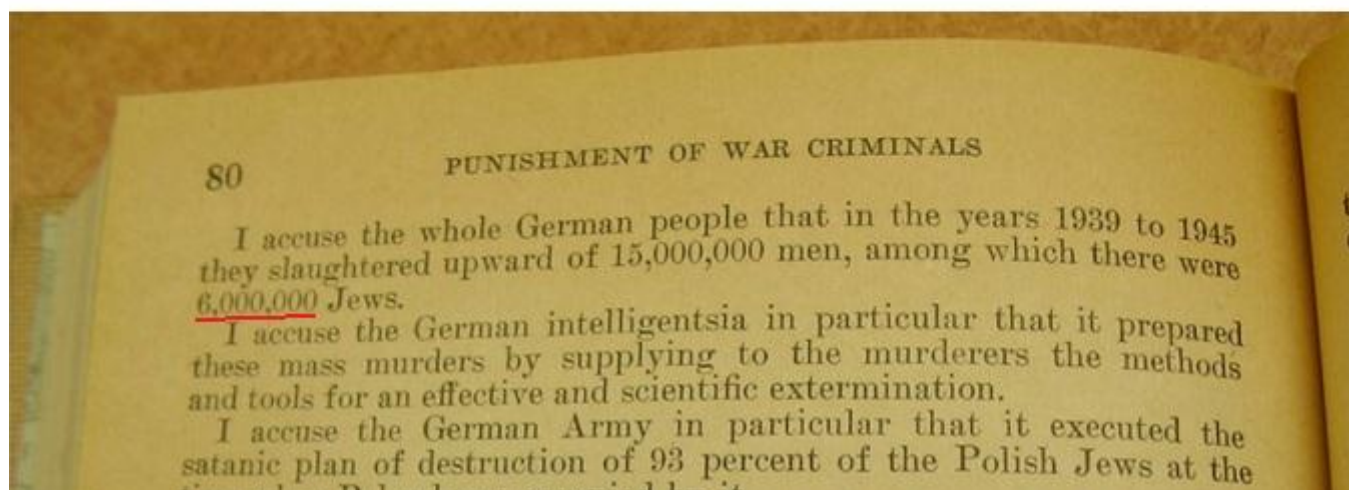 80 PUNISHMENT OF WAR CRIMINALS
I accuse the whole German people that in the years 1939 to 1945
they slaughtered upward of 15,000,000 men, among which there were
6,000,000 Jews.
I accuse the German intelligentsia in particular that it prepared
these mass murders by supplying to the murderers the methods
and tools for an effective and scientific extermination.
I accuse the German Army in particular that it executed the
satanic plan of destruction of 93 percent of the Polish Jews at the